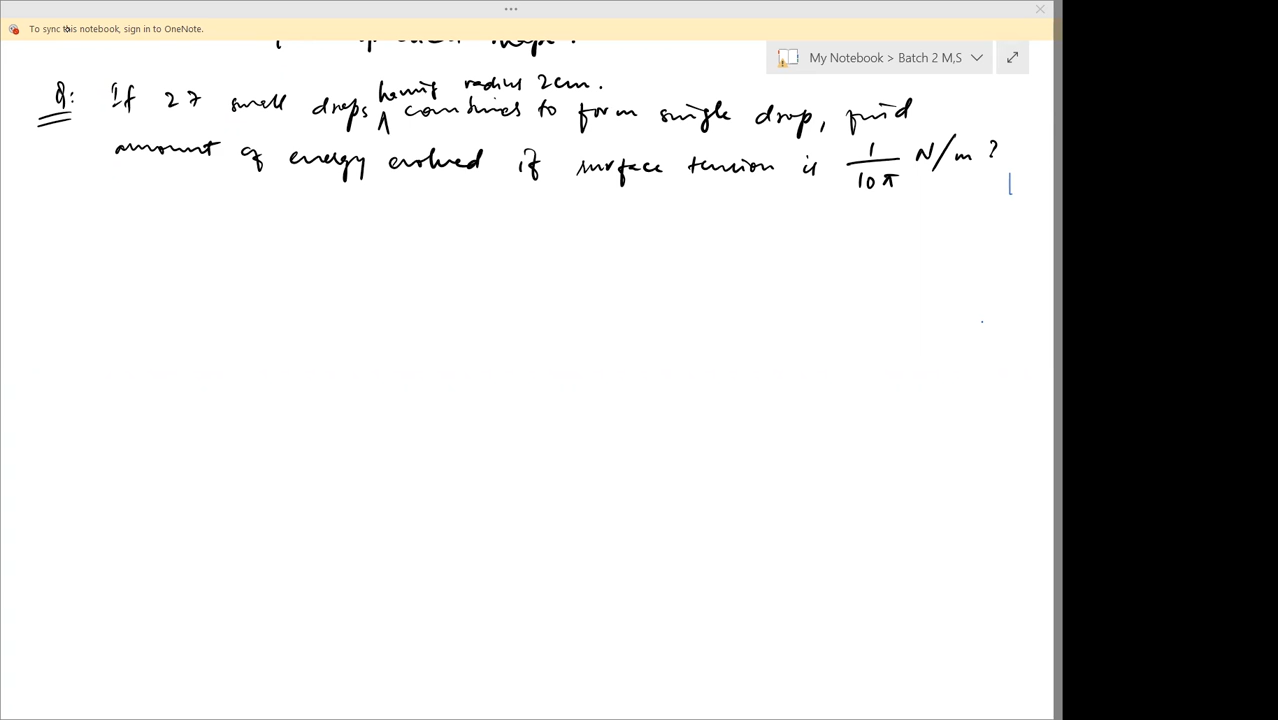 To sync this notebook, sign in to OneNote.
My Notebook > Batch 2 M,S
having radius 2cm.
Q: If 27 small drops ∧ combines to form single drop, find
amount of energy evolved if surface tension is 1/10π N/m ?